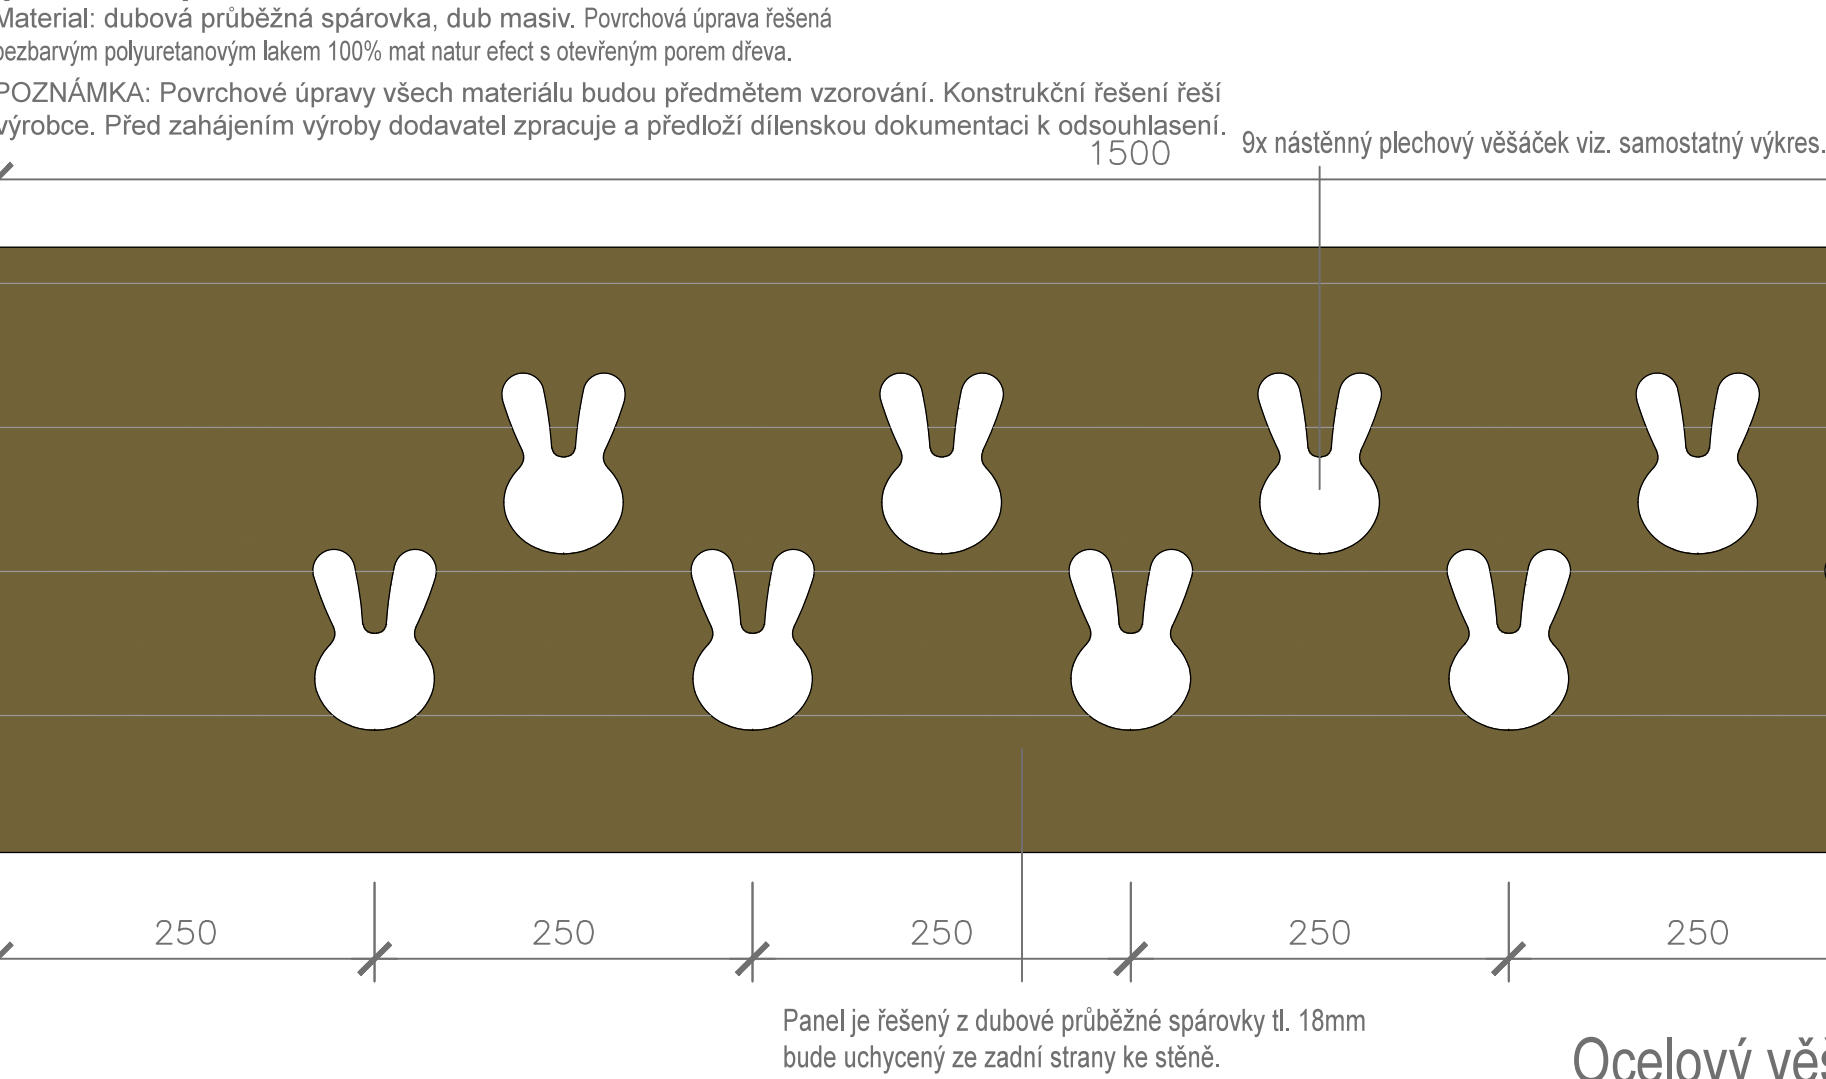 Material: dubová průběžná spárovka, dub masiv. Povrchová úprava řešená
bezbarvým polyuretanovým lakem 100% mat natur efect s otevřeným porem dřeva.
POZNÁMKA: Povrchové úpravy všech materiálu budou předmětem vzorování. Konstrukční řešení řeší
výrobce. Před zahájením výroby dodavatel zpracuje a předloží dílenskou dokumentaci k odsouhlasení.
1500
9x nástěnný plechový věšáček viz. samostatný výkres.
250 250 250 250 250
Panel je řešený z dubové průběžné spárovky tl. 18mm
bude uchycený ze zadní strany ke stěně.
Ocelový věš